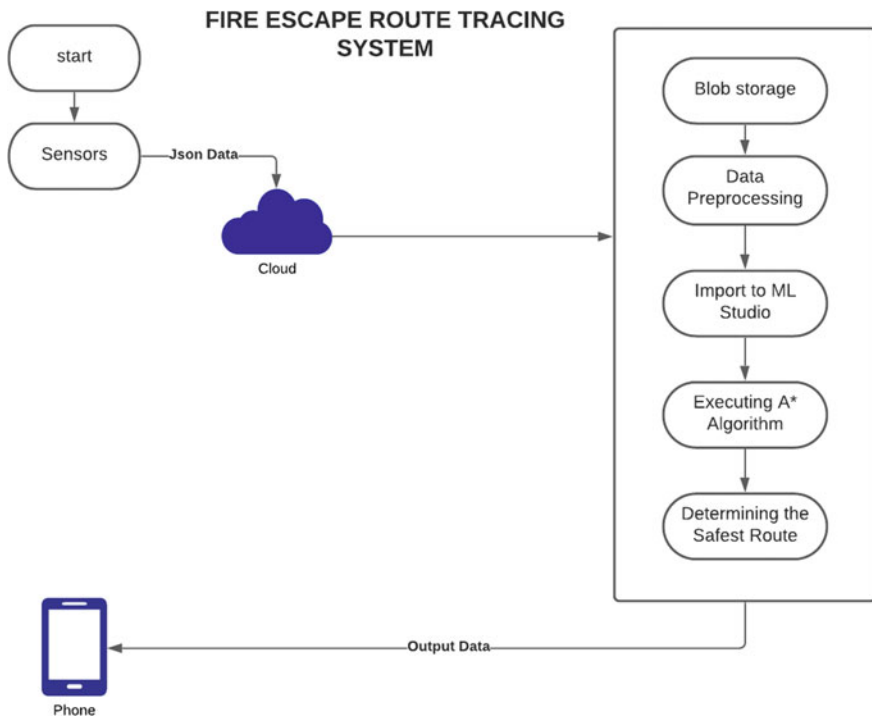 FIRE ESCAPE ROUTE TRACING
SYSTEM
start
Sensors
Json Data
Cloud
Blob storage
Data
Preprocessing
Import to ML
Studio
Executing A*
Algorithm
Determining the
Safest Route
Output Data
Phone